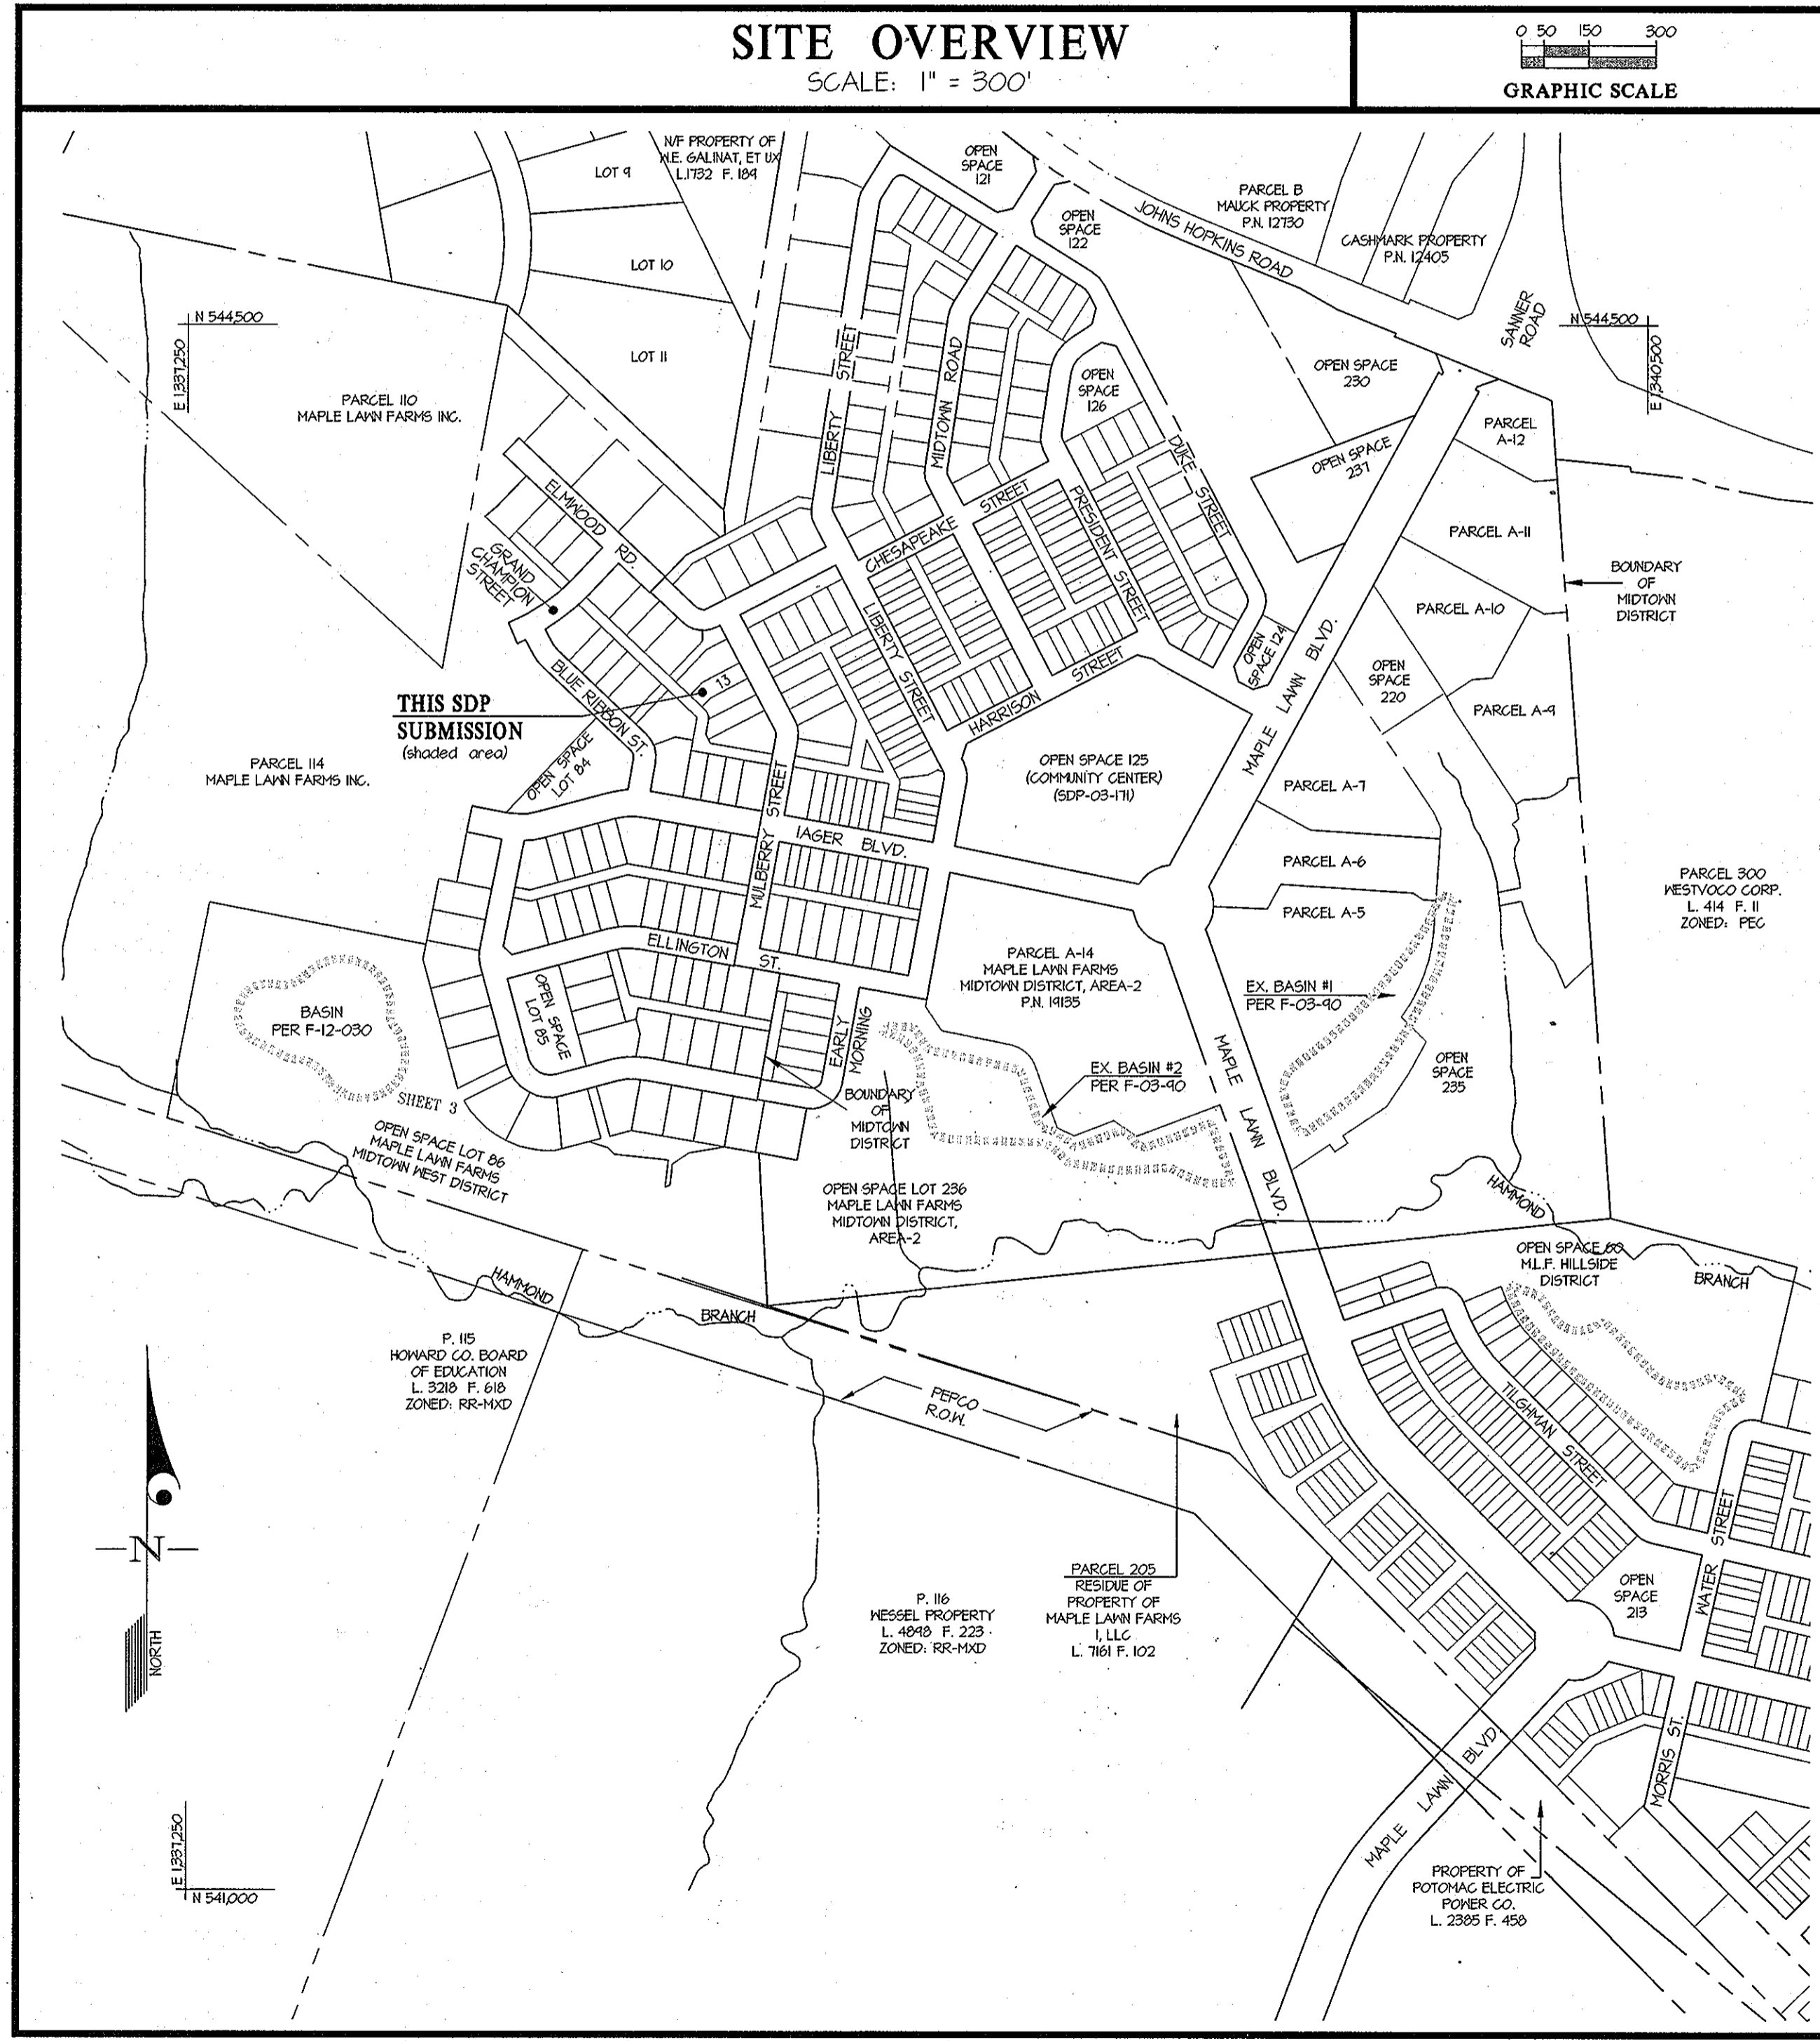 SITE OVERVIEW
SCALE: 1" = 300'
0 50 150 300
GRAPHIC SCALE
N/F PROPERTY OF
W.E. GALINAT, ET UX
L.1732 F. 189
LOT 9
LOT 10
LOT 11
OPEN
SPACE
121
OPEN
SPACE
122
JOHNS HOPKINS ROAD
PARCEL B
MAUCK PROPERTY
P.N. 12730
CASHMARK PROPERTY
P.N. 12405
SANNER
ROAD
N 544,500
E 1,337,250
N 544,500
E 1,340,500
PARCEL 110
MAPLE LAWN FARMS INC.
LIBERTY STREET
MIDTOWN ROAD
OPEN
SPACE
126
OPEN SPACE
230
PARCEL
A-12
OPEN SPACE
237
DUKE STREET
PARCEL A-11
BOUNDARY
OF
MIDTOWN
DISTRICT
ELMWOOD RD.
GRAND
CHAMPION
STREET
CHESAPEAKE STREET
PRESIDENT STREET
LIBERTY STREET
HARRISON STREET
OPEN
SPACE 124
PARCEL A-10
OPEN
SPACE
220
PARCEL A-9
MAPLE LAWN BLVD.
13
BLUE RIBBON ST.
THIS SDP
SUBMISSION
(shaded area)
OPEN SPACE
LOT 84
PARCEL 114
MAPLE LAWN FARMS INC.
OPEN SPACE 125
(COMMUNITY CENTER)
(SDP-03-171)
PARCEL A-7
PARCEL A-6
PARCEL A-5
MULBERRY STREET
IAGER BLVD.
PARCEL 300
WESTVOCO CORP.
L. 414 F. 11
ZONED: PEC
ELLINGTON ST.
PARCEL A-14
MAPLE LAWN FARMS
MIDTOWN DISTRICT, AREA-2
P.N. 19135
EX. BASIN #1
PER F-03-90
BASIN
PER F-12-030
OPEN SPACE
LOT 85
EARLY
MORNING
EX. BASIN #2
PER F-03-90
OPEN
SPACE
235
SHEET 3
BOUNDARY
OF
MIDTOWN
DISTRICT
MAPLE LAWN BLVD.
OPEN SPACE LOT 86
MAPLE LAWN FARMS
MIDTOWN WEST DISTRICT
OPEN SPACE LOT 236
MAPLE LAWN FARMS
MIDTOWN DISTRICT,
AREA-2
HAMMOND
OPEN SPACE
M.L.F. HILLSIDE
DISTRICT
BRANCH
HAMMOND
BRANCH
P. 115
HOWARD CO. BOARD
OF EDUCATION
L. 3218 F. 618
ZONED: RR-MXD
PEPCO
R.O.W.
TILGHMAN STREET
WATER STREET
N
NORTH
P. 116
WESSEL PROPERTY
L. 4898 F. 223
ZONED: RR-MXD
PARCEL 205
RESIDUE OF
PROPERTY OF
MAPLE LAWN FARMS
I, LLC
L. 7161 F. 102
OPEN
SPACE
213
MORRIS ST.
MAPLE LAWN BLVD.
PROPERTY OF
POTOMAC ELECTRIC
POWER CO.
L. 2385 F. 458
E 1,337,250
N 541,000